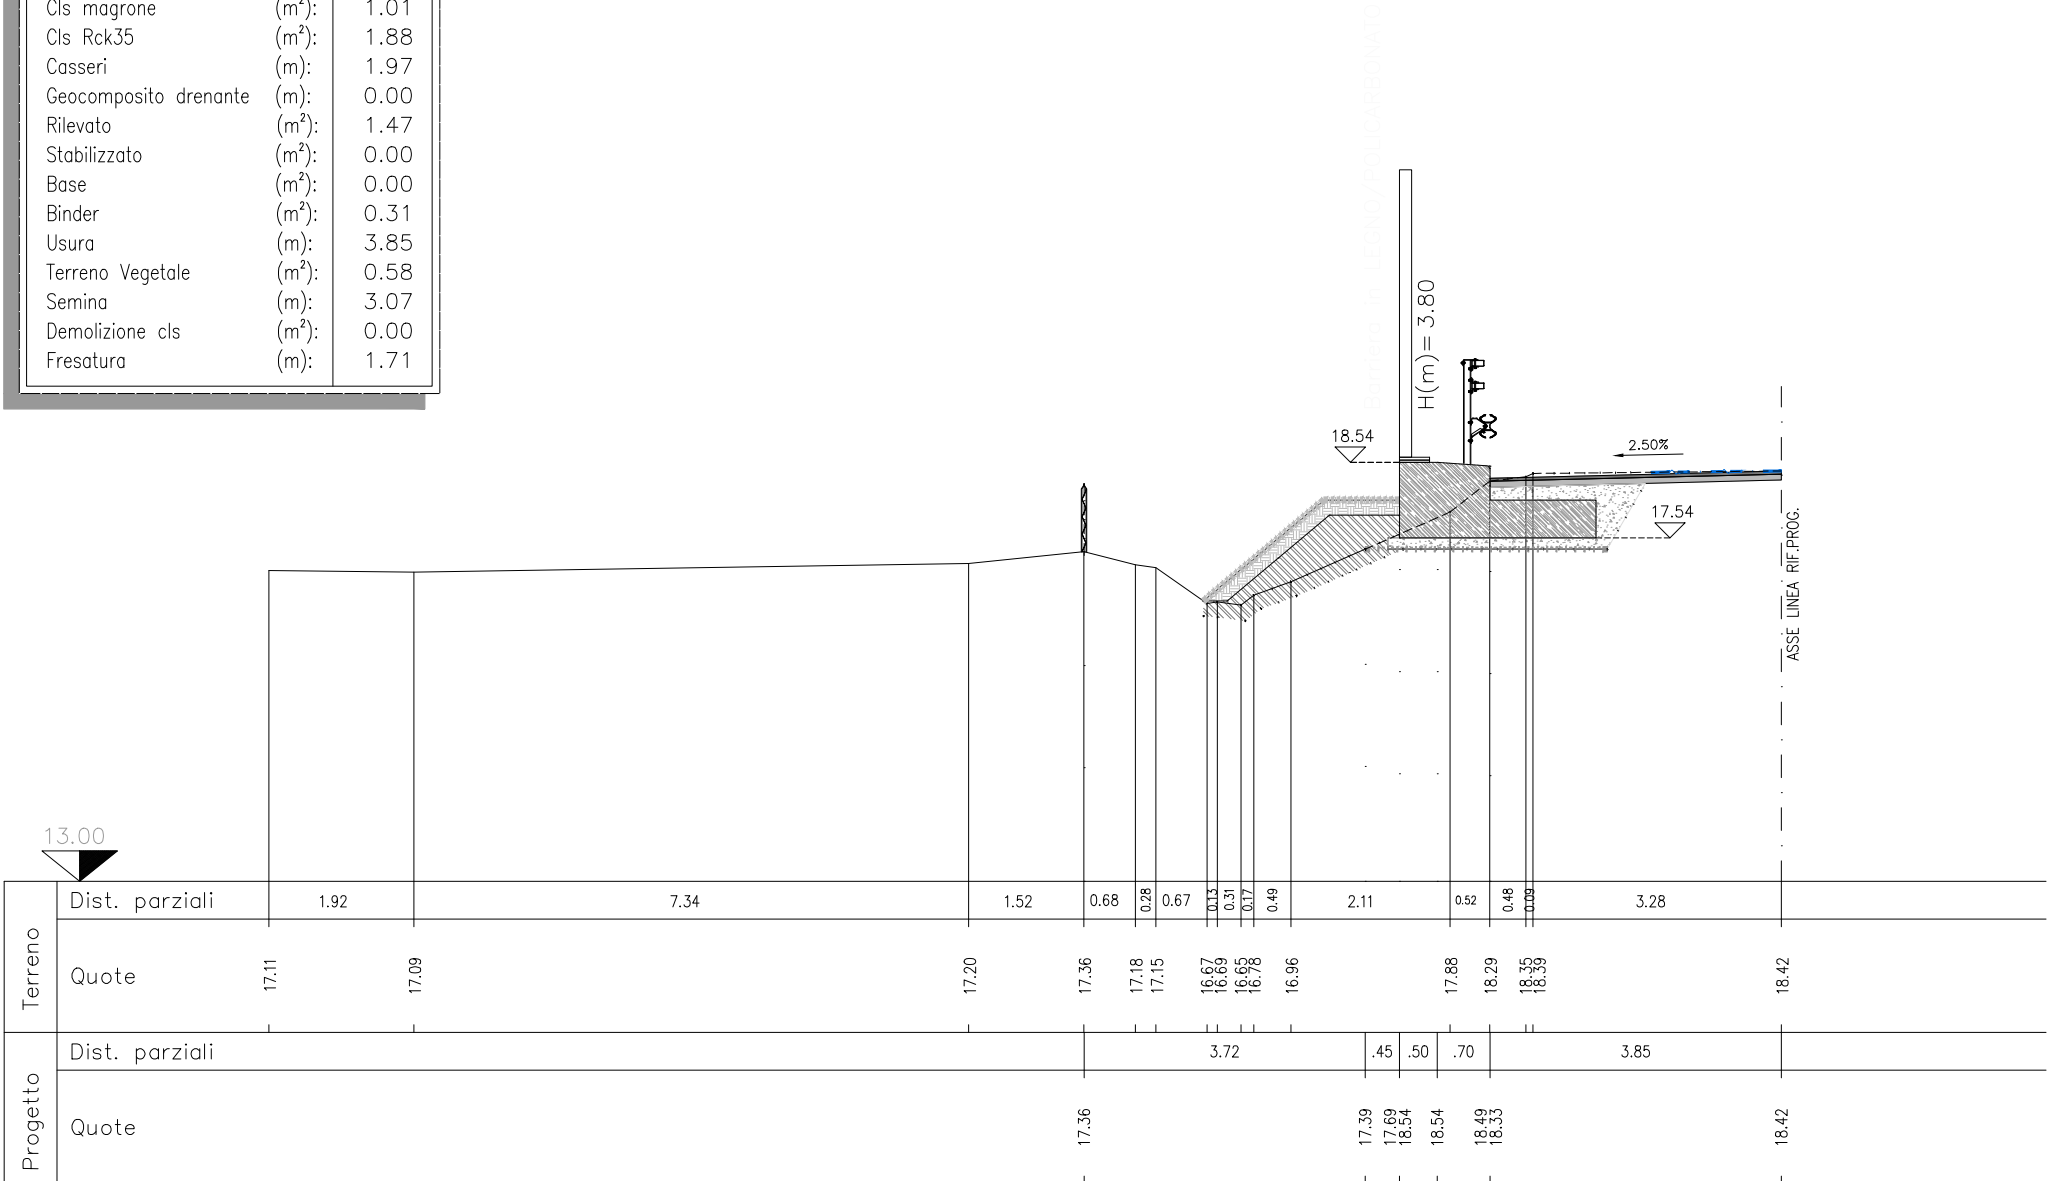 Cls magrone (m²): 1.01
Cls Rck35 (m²): 1.88
Casseri (m): 1.97
Geocomposito drenante (m): 0.00
Rilevato (m²): 1.47
Stabilizzato (m²): 0.00
Base (m²): 0.00
Binder (m²): 0.31
Usura (m): 3.85
Terreno Vegetale (m²): 0.58
Semina (m): 3.07
Demolizione cls (m²): 0.00
Fresatura (m): 1.71
Barriera in LEGNO/POLICARBONATO
H(m)= 3.80
18.54
2.50%
17.54
ASSE LINEA RIF.PROG.
13.00
Terreno
Dist. parziali 1.92 7.34 1.52 0.68 0.28 0.67 0.13 0.31 0.17 0.49 2.11 0.52 0.48 0.09 3.28
Quote 17.11 17.09 17.20 17.36 17.18 17.15 16.67 16.69 16.65 16.78 16.96 17.88 18.29 18.35 18.39 18.42
Progetto
Dist. parziali 3.72 .45 .50 .70 3.85
Quote 17.36 17.39 17.69 18.54 18.54 18.49 18.33 18.42